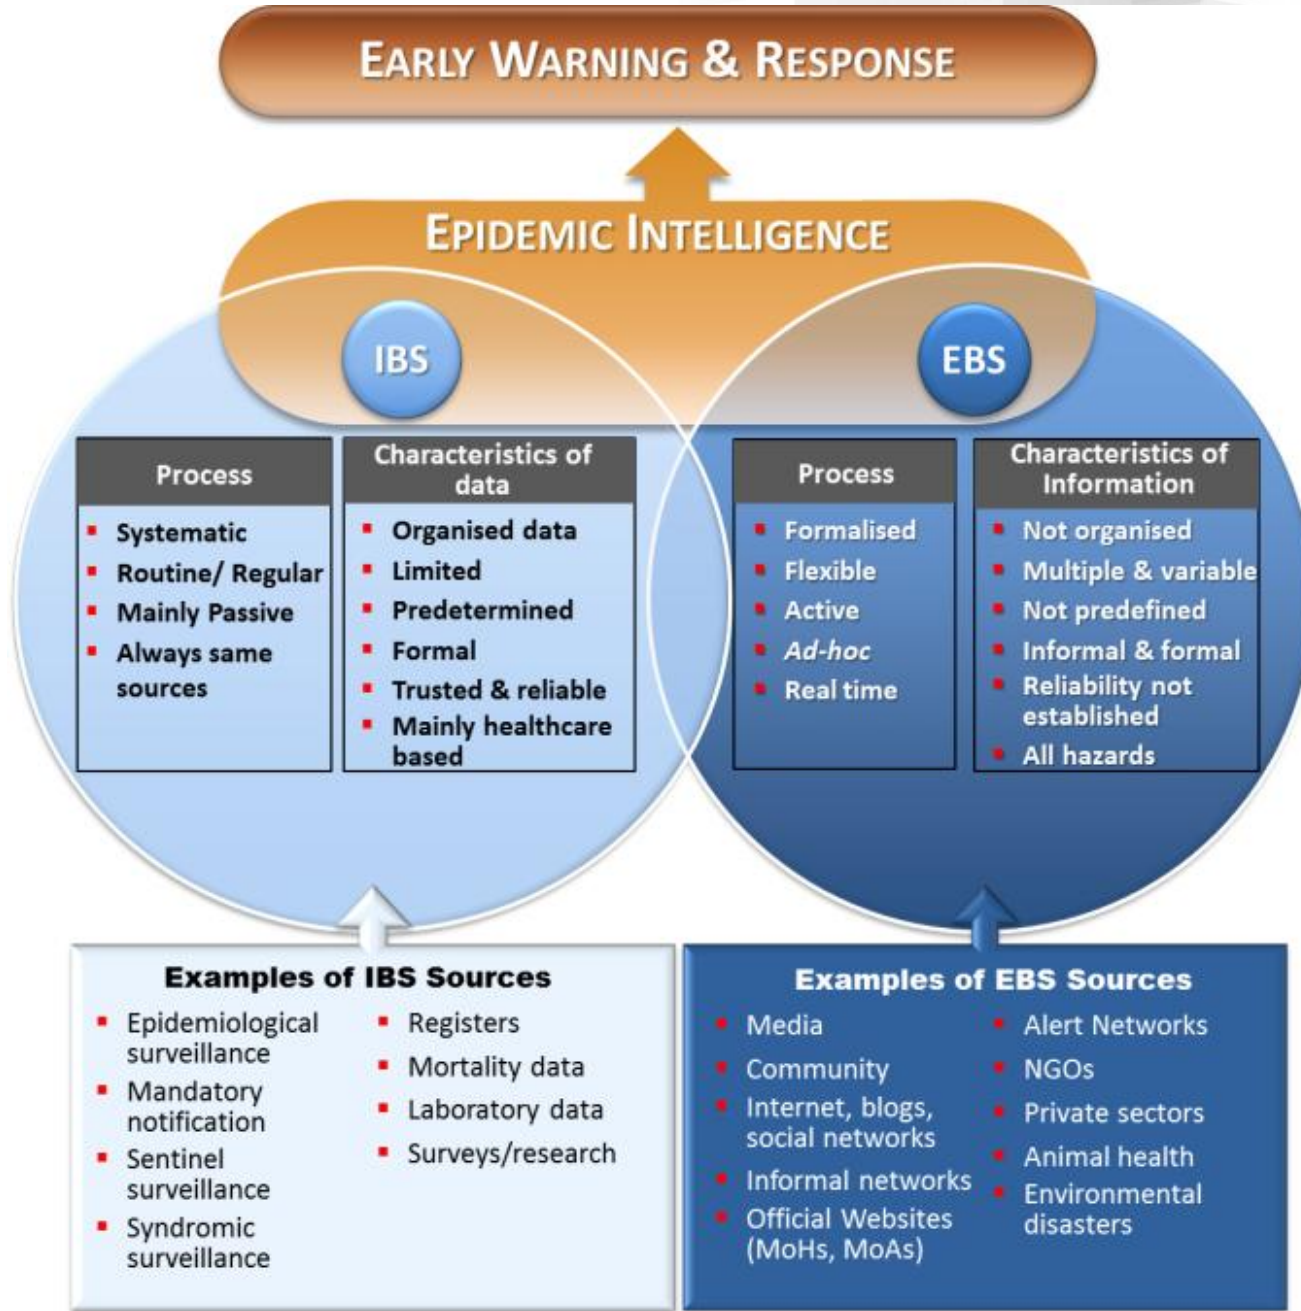 EARLY WARNING & RESPONSE
EPIDEMIC INTELLIGENCE
IBS
EBS
Process
Systematic
Routine/ Regular
Mainly Passive
Always same
sources
Characteristics of
data
Organised data
Limited
Predetermined
Formal
Trusted & reliable
Mainly healthcare
based
Process
Formalised
Flexible
Active
Ad-hoc
Real time
Characteristics of
Information
Not organised
Multiple & variable
Not predefined
Informal & formal
Reliability not
established
All hazards
Examples of IBS Sources
Epidemiological
surveillance
Mandatory
notification
Sentinel
surveillance
Syndromic
surveillance
Registers
Mortality data
Laboratory data
Surveys/research
Examples of EBS Sources
Media
Community
Internet, blogs,
social networks
Informal networks
Official Websites
(MoHs, MoAs)
Alert Networks
NGOs
Private sectors
Animal health
Environmental
disasters